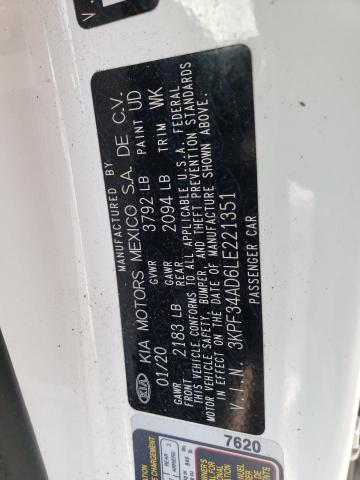 MANUFACTURED BY
KIA KIA MOTORS MEXICO S.A. DE C.V.
01/20 GVWR 3792 LB PAINT UD
GAWR FRONT 2183 LB GAWR REAR 2094 LB TRIM WK
THIS VEHICLE CONFORMS TO ALL APPLICABLE U.S.A. FEDERAL
MOTOR VEHICLE SAFETY, BUMPER, AND THEFT PREVENTION STANDARDS
IN EFFECT ON THE DATE OF MANUFACTURE SHOWN ABOVE.
V.I.N. 3KPF34AD6LE221351
PASSENGER CAR
7620